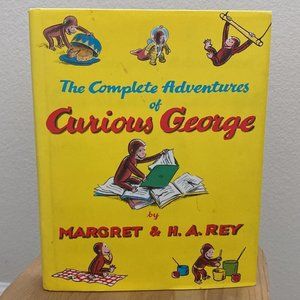 The Complete Adventures
of
Curious George
by
MARGRET & H. A. REY